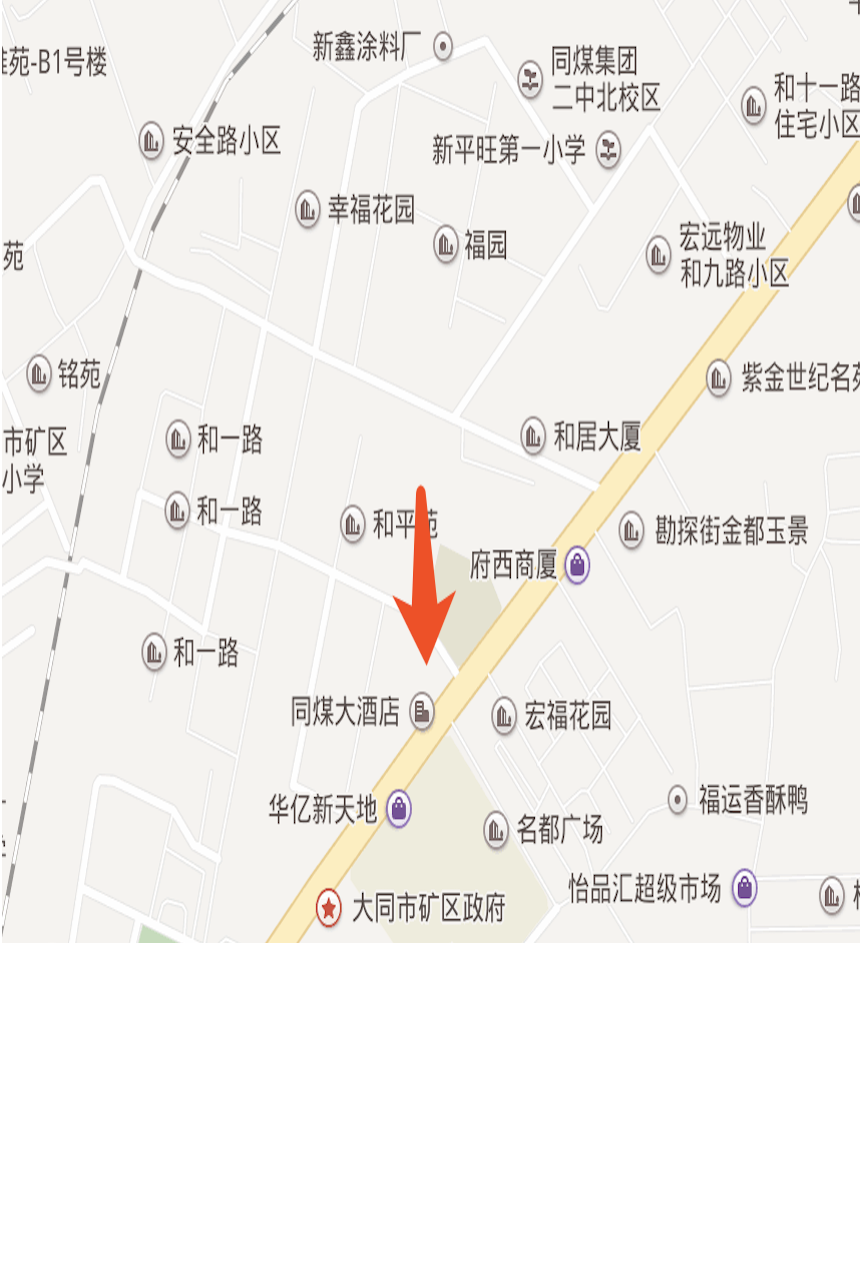 新鑫涂料厂
同煤集团
二中北校区
苑-B1号楼
和十一路
住宅小区
安全路小区
新平旺第一小学
幸福花园
宏远物业
和九路小区
福园
苑
铭苑
紫金世纪名苑
和一路
和居大厦
市矿区
小学
和一路
和平苑
勘探街金都玉景
府西商厦
和一路
同煤大酒店
宏福花园
华亿新天地
福运香酥鸭
名都广场
怡品汇超级市场
大同市矿区政府